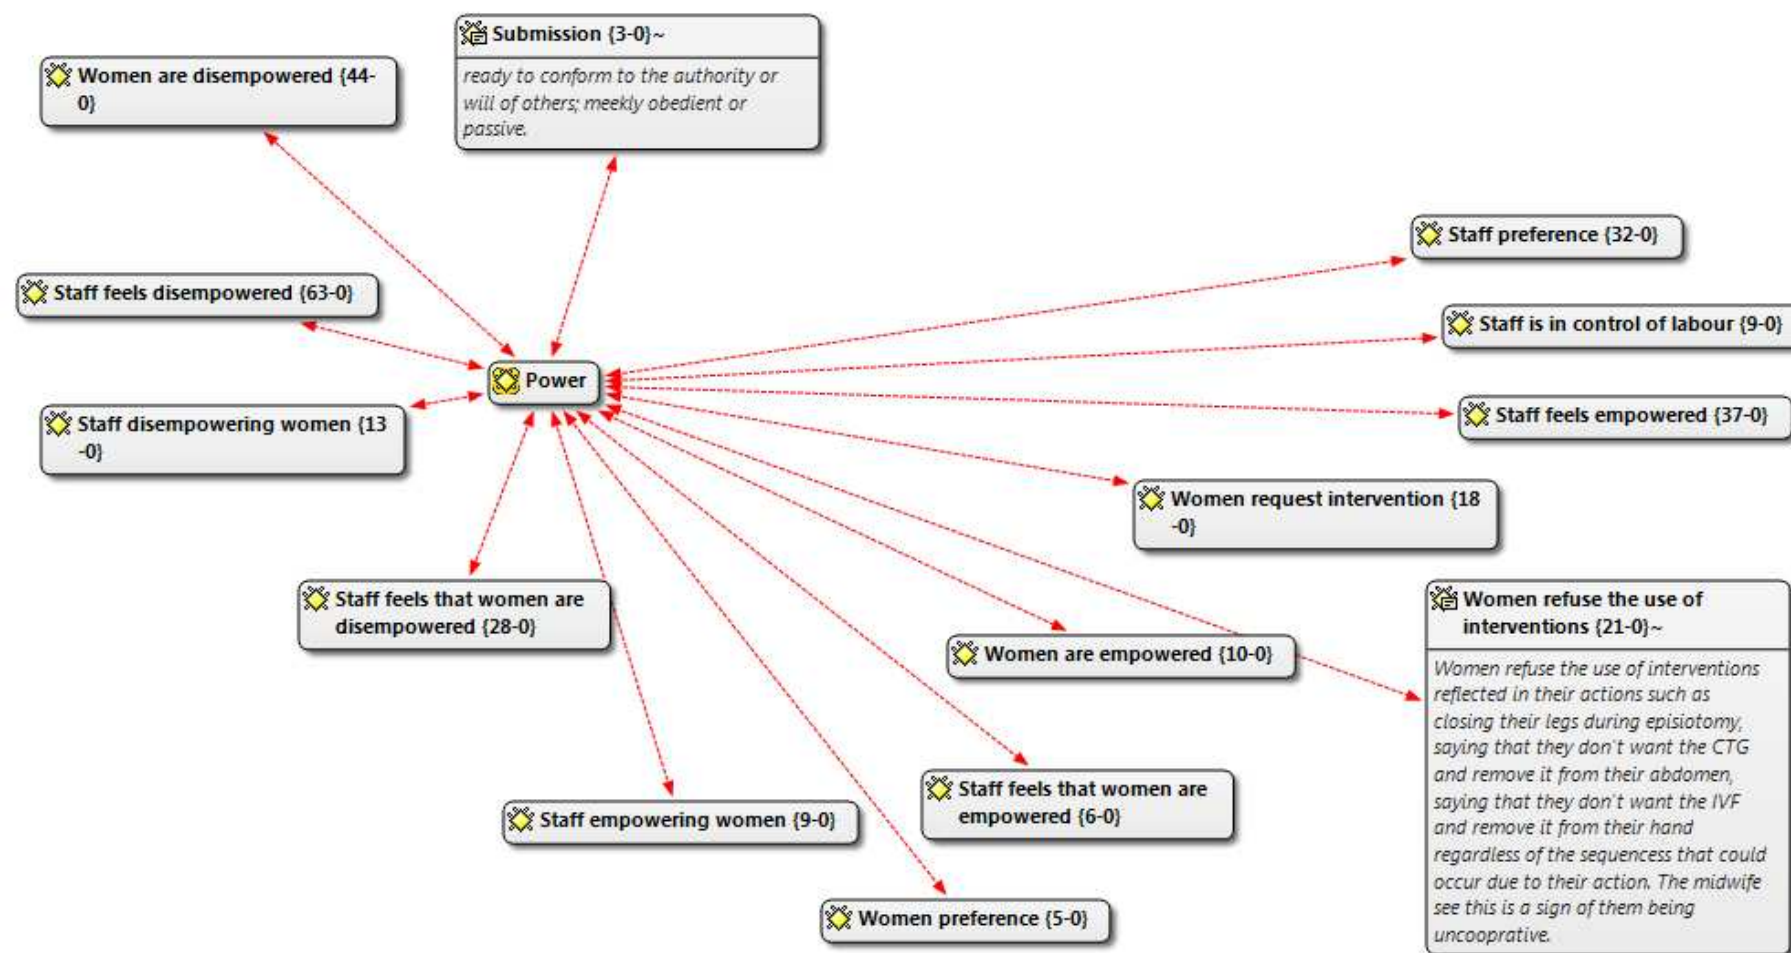 Submission {3-0}~
ready to conform to the authority or
will of others; meekly obedient or
passive.
Women are disempowered {44-
0}
Staff preference {32-0}
Staff feels disempowered {63-0}
Staff is in control of labour {9-0}
Power
Staff feels empowered {37-0}
Staff disempowering women {13
-0}
Women request intervention {18
-0}
Staff feels that women are
disempowered {28-0}
Women refuse the use of
interventions {21-0}~
Women refuse the use of interventions
reflected in their actions such as
closing their legs during episiotomy,
saying that they don't want the CTG
and remove it from their abdomen,
saying that they don't want the IVF
and remove it from their hand
regardless of the sequencess that could
occur due to their action. The midwife
see this is a sign of them being
uncooprative.
Women are empowered {10-0}
Staff feels that women are
empowered {6-0}
Staff empowering women {9-0}
Women preference {5-0}